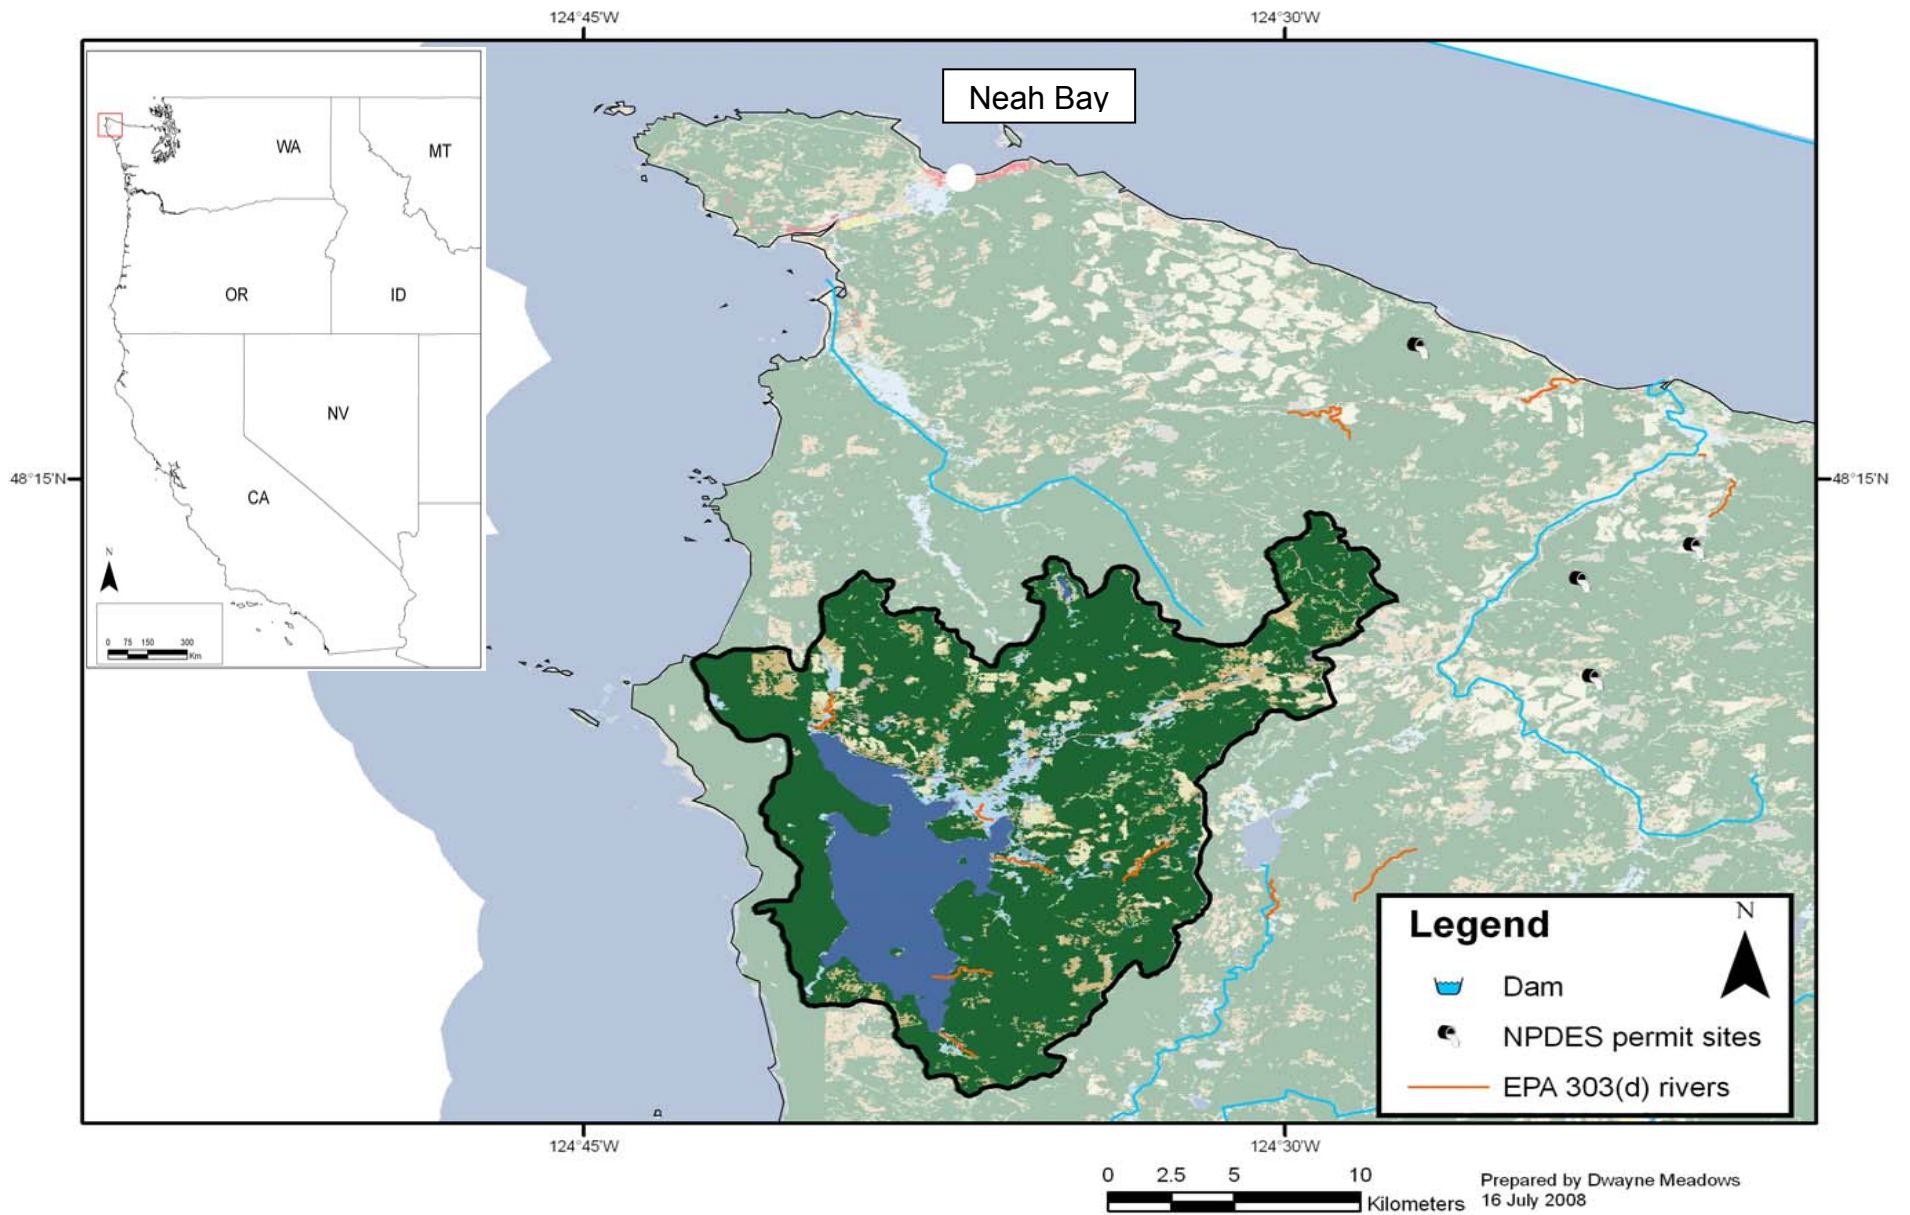 124°45'W
124°30'W
Neah Bay
WA
MT
OR
ID
NV
CA
N
0 75 150 300
Km
48°15'N
48°15'N
Legend
N
Dam
NPDES permit sites
EPA 303(d) rivers
124°45'W
124°30'W
0 2.5 5 10
Kilometers
Prepared by Dwayne Meadows
16 July 2008